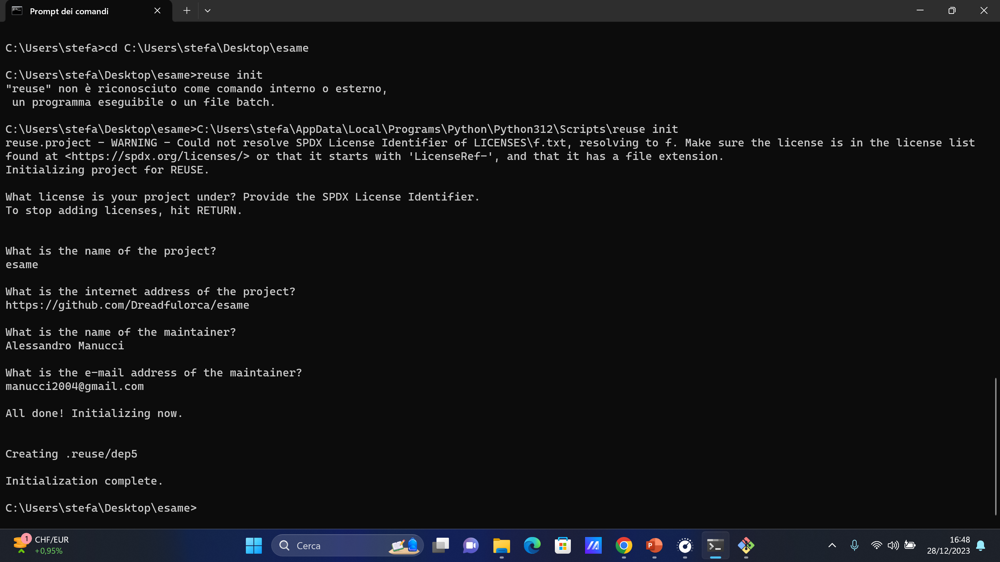 Prompt dei comandi
C:\Users\stefa>cd C:\Users\stefa\Desktop\esame
C:\Users\stefa\Desktop\esame>reuse init
"reuse" non è riconosciuto come comando interno o esterno,
 un programma eseguibile o un file batch.
C:\Users\stefa\Desktop\esame>C:\Users\stefa\AppData\Local\Programs\Python\Python312\Scripts\reuse init
reuse.project - WARNING - Could not resolve SPDX License Identifier of LICENSES\f.txt, resolving to f. Make sure the license is in the license list
found at <https://spdx.org/licenses/> or that it starts with 'LicenseRef-', and that it has a file extension.
Initializing project for REUSE.
What license is your project under? Provide the SPDX License Identifier.
To stop adding licenses, hit RETURN.
What is the name of the project?
esame
What is the internet address of the project?
https://github.com/Dreadfulorca/esame
What is the name of the maintainer?
Alessandro Manucci
What is the e-mail address of the maintainer?
manucci2004@gmail.com
All done! Initializing now.
Creating .reuse/dep5
Initialization complete.
C:\Users\stefa\Desktop\esame>
1
CHF/EUR
+0,95%
Cerca
P
16:48
28/12/2023